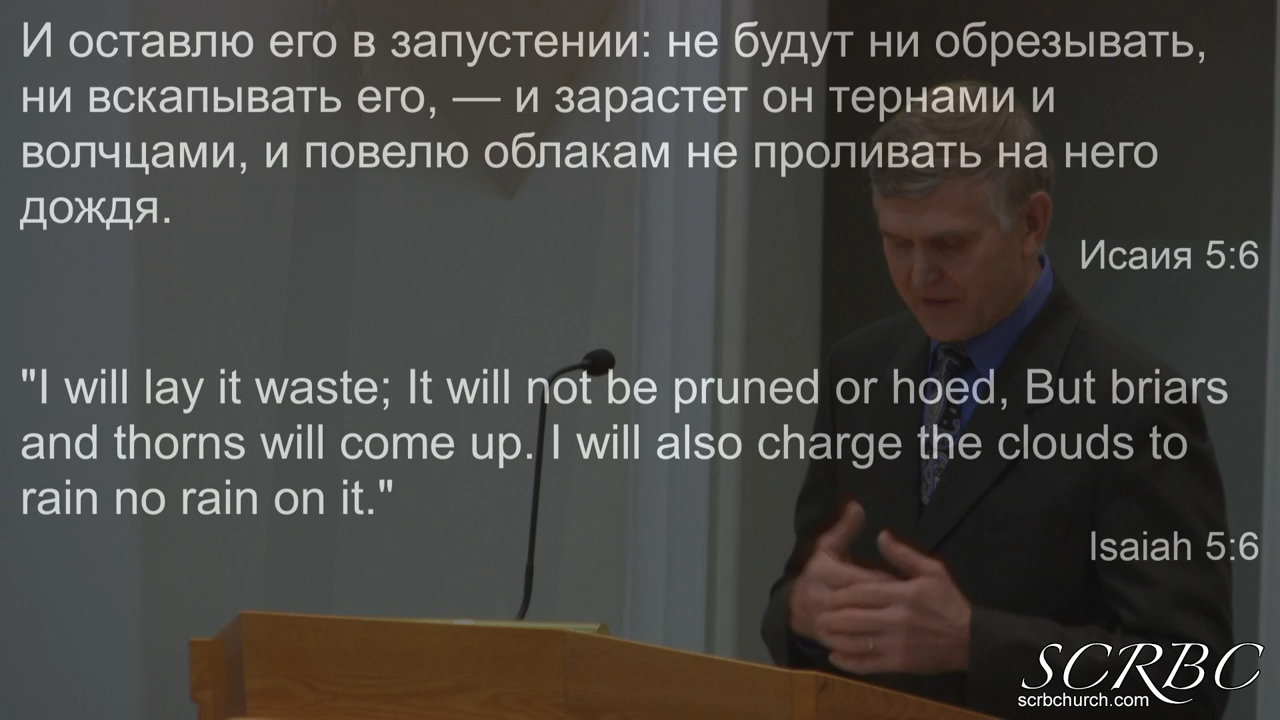 И оставлю его в запустении: не будут ни обрезывать,
ни вскапывать его, — и зарастет он тернами и
волчцами, и повелю облакам не проливать на него
дождя.
Исаия 5:6
"I will lay it waste; It will not be pruned or hoed, But briars
and thorns will come up. I will also charge the clouds to
rain no rain on it."
Isaiah 5:6
SCRBC
scrbchurch.com